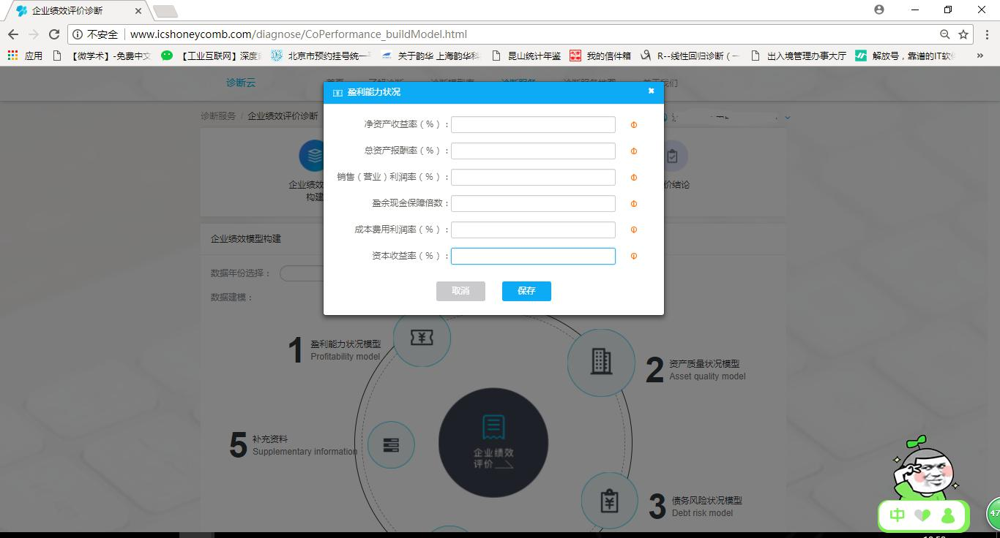 企业绩效评价诊断
不安全 www.icshoneycomb.com/diagnose/CoPerformance_buildModel.html
应用 【微学术】-免费中文 【工业互联网】深度 北京市预约挂号统一 关于韵华 上海韵华科 昆山统计年鉴 我的信件箱 R--线性回归诊断（一 出入境管理办事大厅 解放号，靠谱的IT软件 »
诊断云
诊断服务 / 企业绩效评价诊断
盈利能力状况
净资产收益率（%）：
总资产报酬率（%）：
销售（营业）利润率（%）：
盈余现金保障倍数：
成本费用利润率（%）：
资本收益率（%）：
取消 保存
企业绩效
构建
价结论
企业绩效模型构建
数据年份选择：
数据建模：
1 盈利能力状况模型
Profitability model
2 资产质量状况模型
Asset quality model
5 补充资料
Supplementary information
企业绩效
评价
3 债务风险状况模型
Debt risk model
中
47